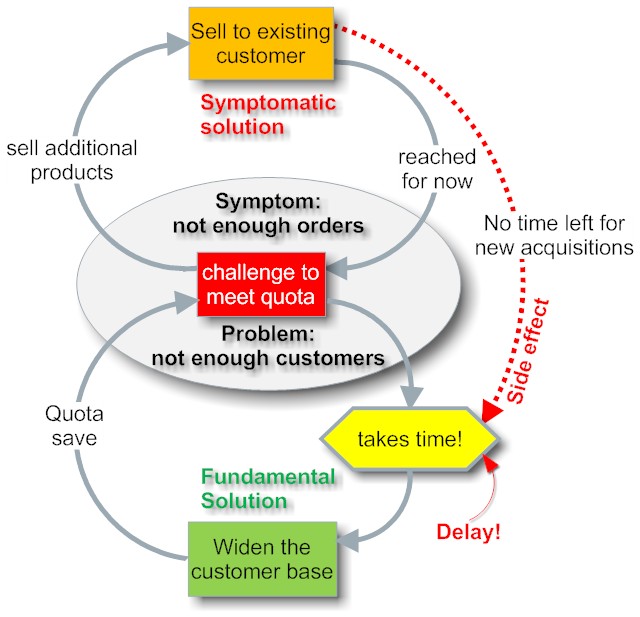 Sell to existing
customer
Symptomatic
solution
sell additional
products
reached
for now
Symptom:
not enough orders
No time left for
new acquisitions
challenge to
meet quota
Problem:
not enough customers
Side effect
Quota
save
takes time!
Fundamental
Solution
Delay!
Widen the
customer base